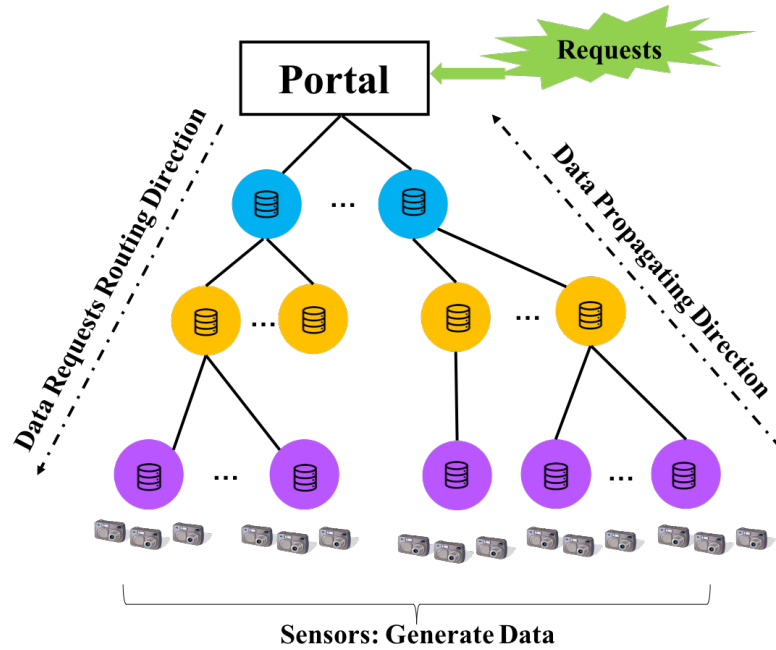 Requests
Portal
Data Requests Routing Direction
Data Propagating Direction
...
...
...
...
...
Sensors: Generate Data